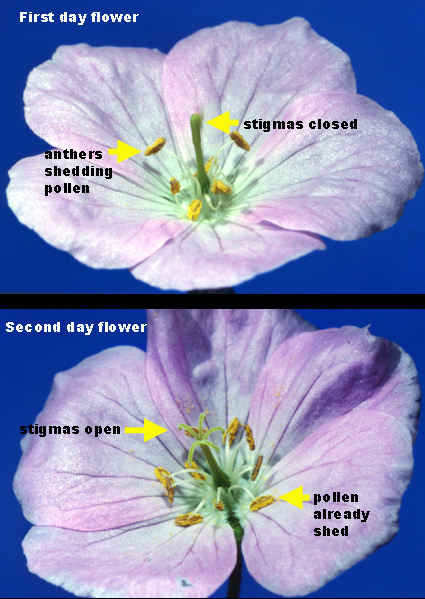 First day flower
stigmas closed
anthers
shedding
pollen
Second day flower
stigmas open
pollen
already
shed